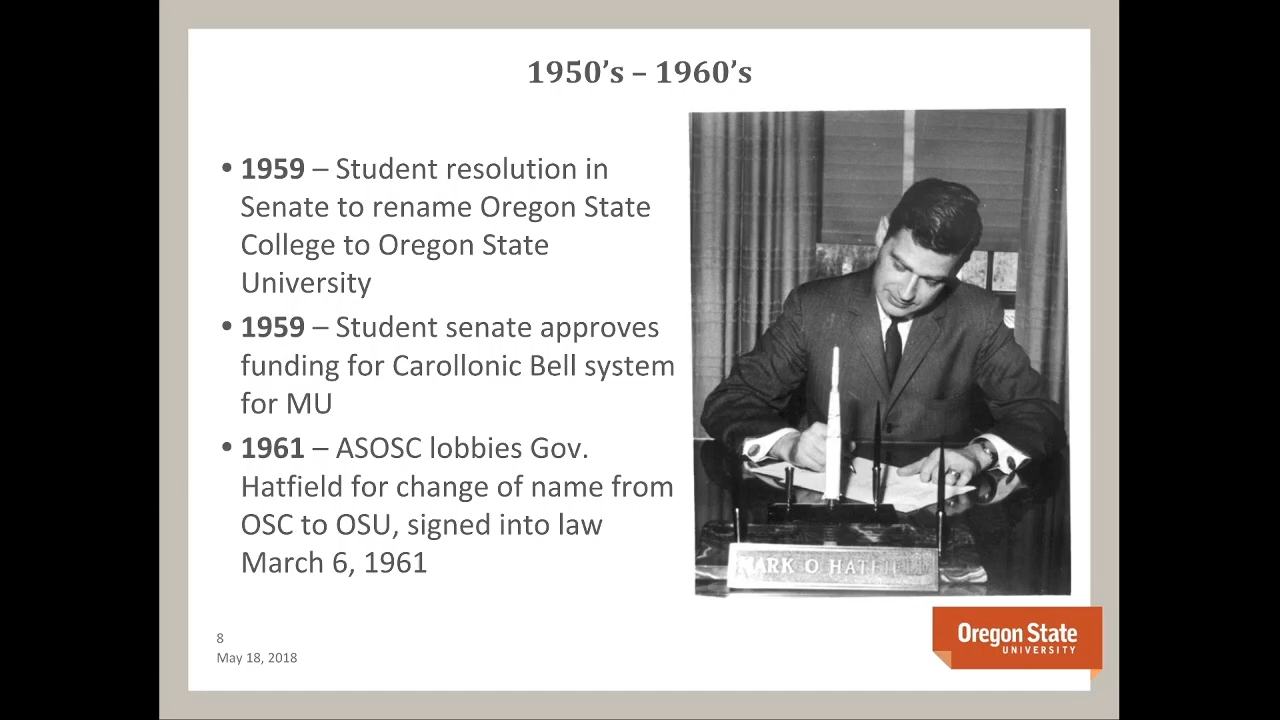 1950’s – 1960’s
• 1959 – Student resolution in
Senate to rename Oregon State
College to Oregon State
University
• 1959 – Student senate approves
funding for Carollonic Bell system
for MU
• 1961 – ASOSC lobbies Gov.
Hatfield for change of name from
OSC to OSU, signed into law
March 6, 1961
MARK O HATFIELD
8
May 18, 2018
Oregon State
UNIVERSITY